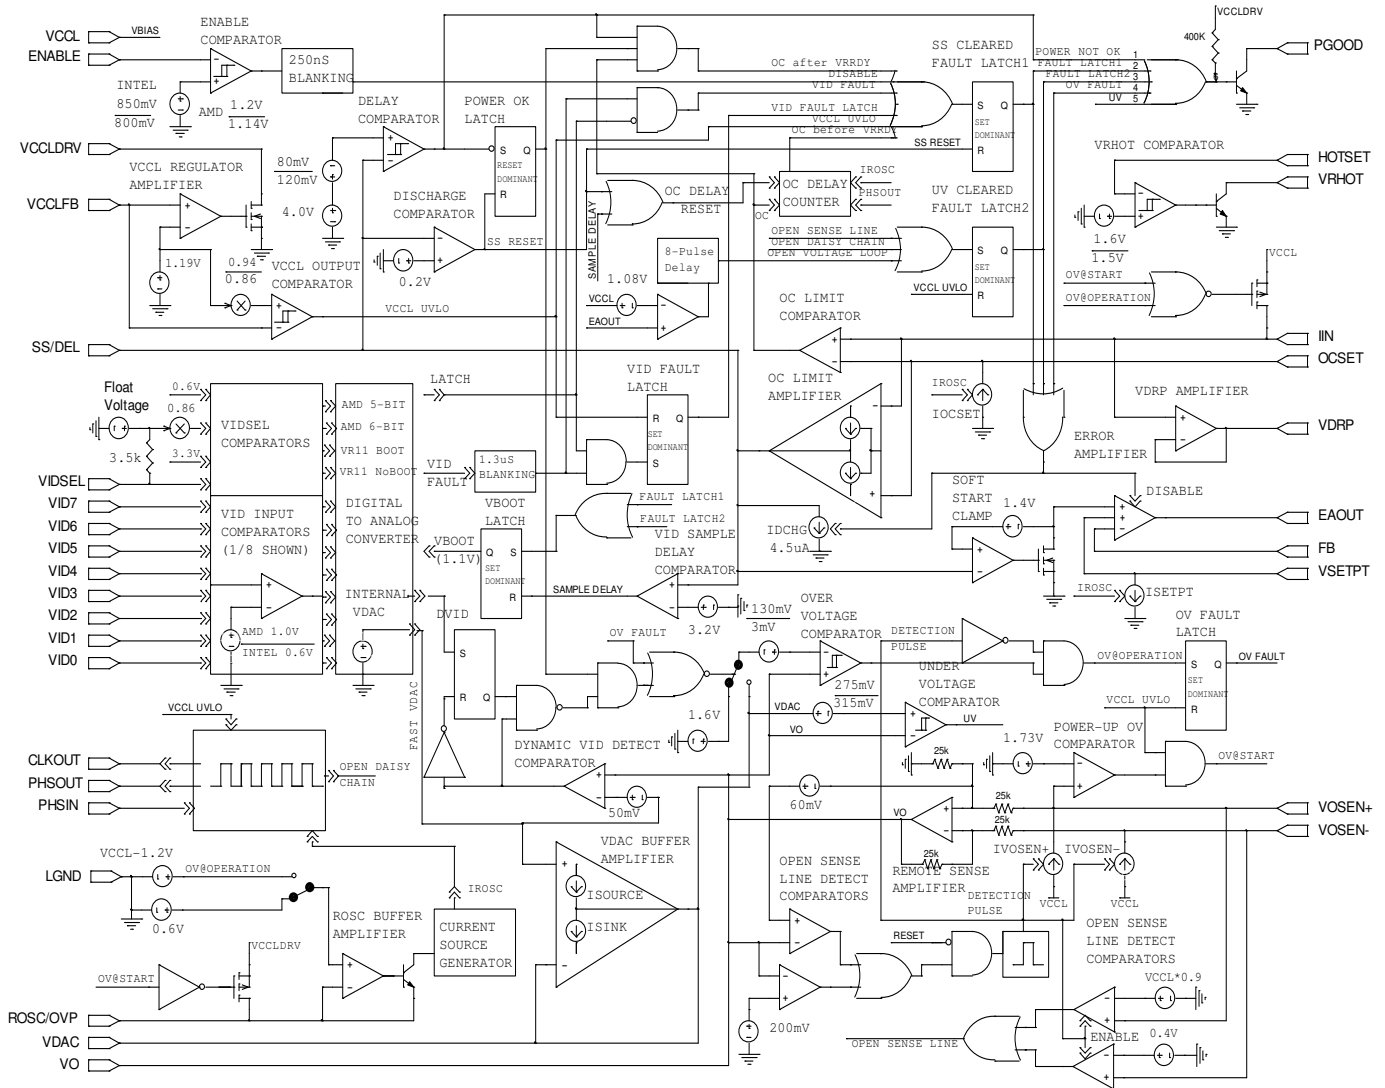 VCCL
VBIAS
ENABLE
ENABLE
COMPARATOR
250nS
BLANKING
INTEL
850mV
800mV
AMD
1.2V
1.14V
VCCLDRV
VCCL REGULATOR
AMPLIFIER
VCCLFB
1.19V
0.94
0.86
VCCL OUTPUT
COMPARATOR
VCCL UVLO
DELAY
COMPARATOR
80mV
120mV
4.0V
DISCHARGE
COMPARATOR
0.2V
POWER OK
LATCH
S
Q
RESET
DOMINANT
R
SS RESET
SAMPLE DELAY
OC DELAY
RESET
OC
OC DELAY
COUNTER
IROSC
PHSOUT
OC after VRRDY
DISABLE
VID FAULT
VID FAULT LATCH
VCCL UVLO
OC before VRRDY
SS RESET
SS CLEARED
FAULT LATCH1
S
Q
SET
DOMINANT
R
UV CLEARED
FAULT LATCH2
S
Q
SET
DOMINANT
R
VCCL UVLO
OPEN SENSE LINE
OPEN DAISY CHAIN
OPEN VOLTAGE LOOP
8-Pulse
Delay
1.08V
VCCL
EAOUT
POWER NOT OK
FAULT LATCH1
FAULT LATCH2
OV FAULT
UV
1
2
3
4
5
VCCLDRV
400K
PGOOD
VRHOT COMPARATOR
HOTSET
VRHOT
1.6V
1.5V
VCCL
OV@START
OV@OPERATION
IIN
OCSET
OC LIMIT
COMPARATOR
SS/DEL
Float
Voltage
0.6V
0.86
3.3V
3.5k
VIDSEL
COMPARATORS
AMD 5-BIT
AMD 6-BIT
VR11 BOOT
VR11 NoBOOT
LATCH
VID
FAULT
1.3uS
BLANKING
VID FAULT
LATCH
R
Q
SET
DOMINANT
S
OC LIMIT
AMPLIFIER
IROSC
IOCSET
VDRP AMPLIFIER
VDRP
ERROR
AMPLIFIER
DISABLE
SOFT
START
CLAMP
1.4V
EAOUT
FB
VSETPT
IROSC
ISETPT
VIDSEL
VID7
VID6
VID5
VID4
VID3
VID2
VID1
VID0
VID INPUT
COMPARATORS
(1/8 SHOWN)
AMD 1.0V
INTEL 0.6V
DIGITAL
TO ANALOG
CONVERTER
INTERNAL
VDAC
VBOOT
(1.1V)
VBOOT
LATCH
Q
S
SET
DOMINANT
R
FAULT LATCH1
FAULT LATCH2
VID SAMPLE
DELAY
COMPARATOR
SAMPLE DELAY
3.2V
IDCHG
4.5uA
DVID
S
R
Q
FAST VDAC
DYNAMIC VID DETECT
COMPARATOR
50mV
OV FAULT
1.6V
130mV
3mV
OVER
VOLTAGE
COMPARATOR
275mV
315mV
DETECTION
PULSE
UNDER
VOLTAGE
COMPARATOR
VDAC
VO
UV
OV@OPERATION
OV FAULT
LATCH
S
Q
SET
DOMINANT
R
OV FAULT
VCCL UVLO
POWER-UP OV
COMPARATOR
1.73V
OV@START
VCCL UVLO
CLKOUT
PHSOUT
PHSIN
OPEN DAISY
CHAIN
60mV
25k
25k
25k
25k
VO
REMOTE SENSE
AMPLIFIER
VOSEN+
VOSEN-
IVOSEN+
IVOSEN-
VCCL
VCCL
DETECTION
PULSE
OPEN SENSE
LINE DETECT
COMPARATORS
OPEN SENSE
LINE DETECT
COMPARATORS
RESET
200mV
VCCL*0.9
0.4V
ENABLE
OPEN SENSE LINE
VCCL-1.2V
OV@OPERATION
LGND
0.6V
IROSC
ROSC BUFFER
AMPLIFIER
CURRENT
SOURCE
GENERATOR
VCCLDRV
OV@START
VDAC BUFFER
AMPLIFIER
ISOURCE
ISINK
ROSC/OVP
VDAC
VO